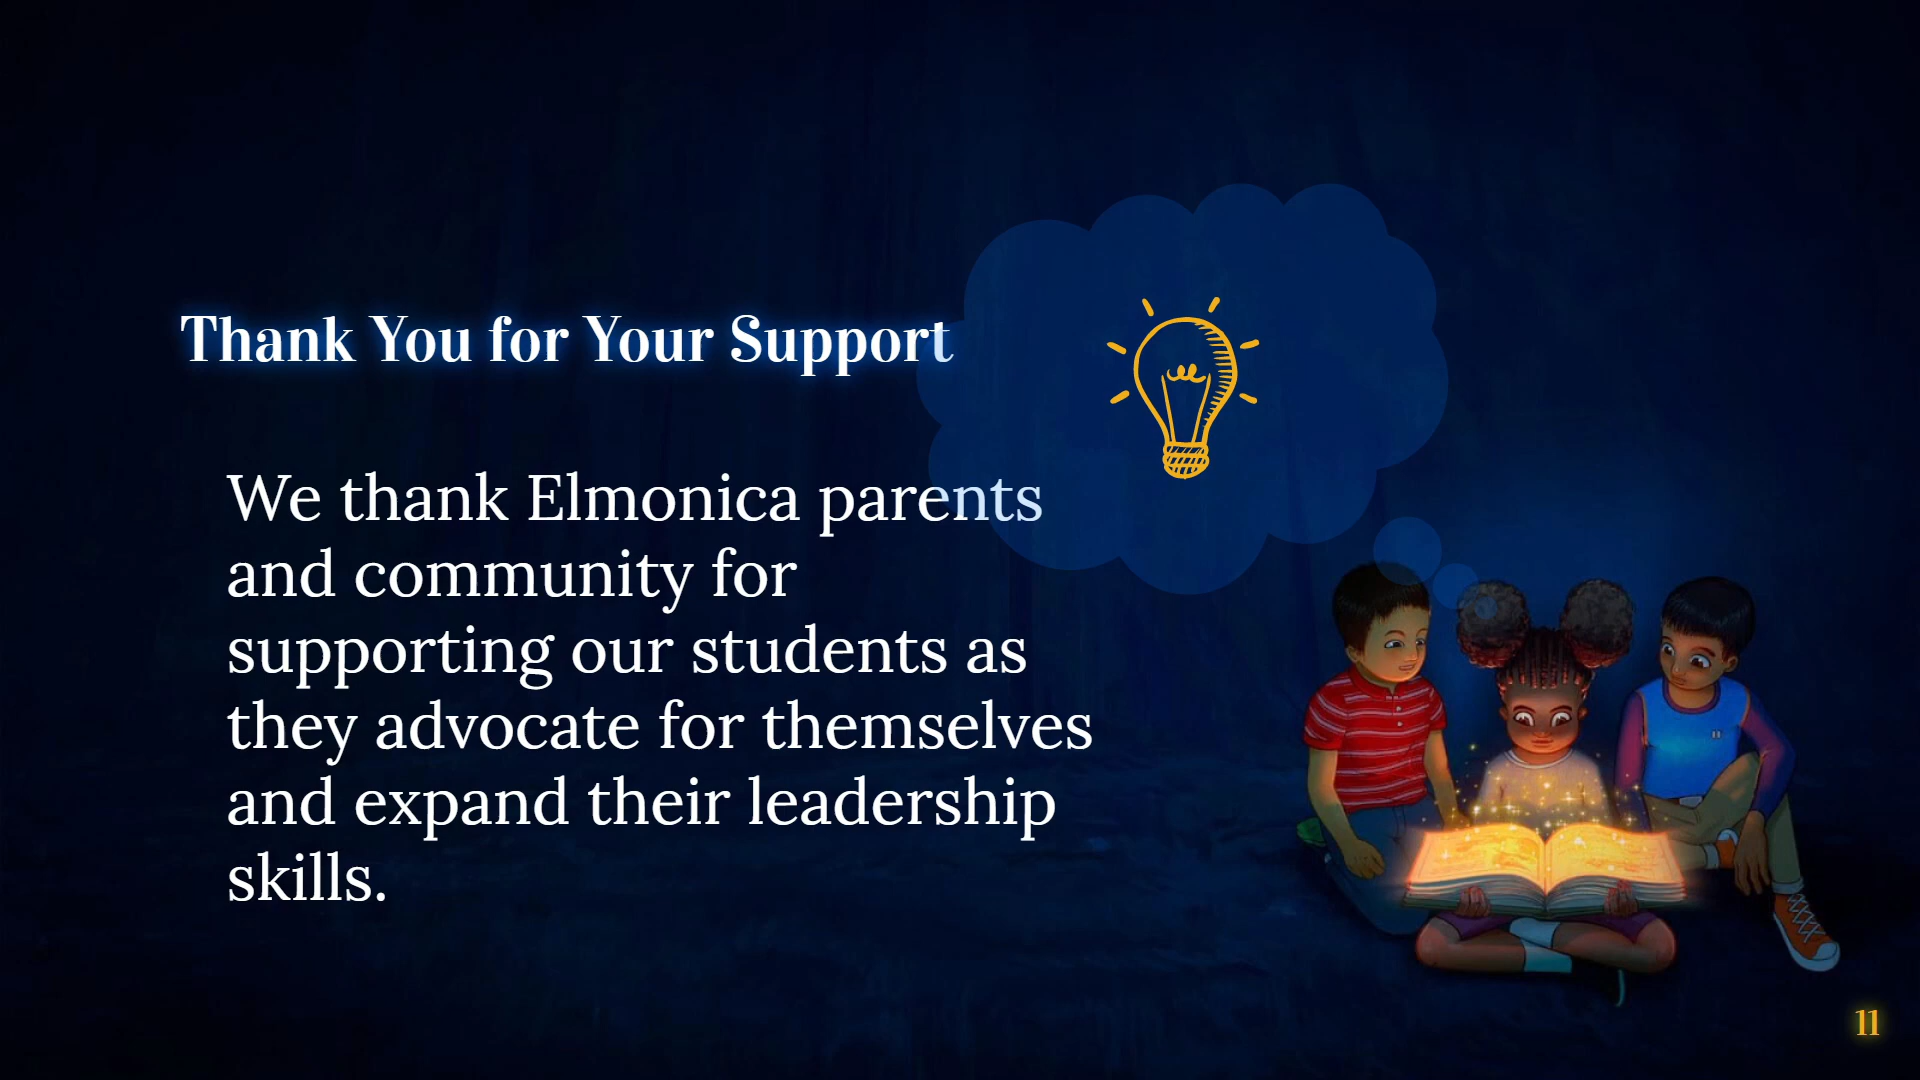 Thank You for Your Support
We thank Elmonica parents
and community for
supporting our students as
they advocate for themselves
and expand their leadership
skills.
11